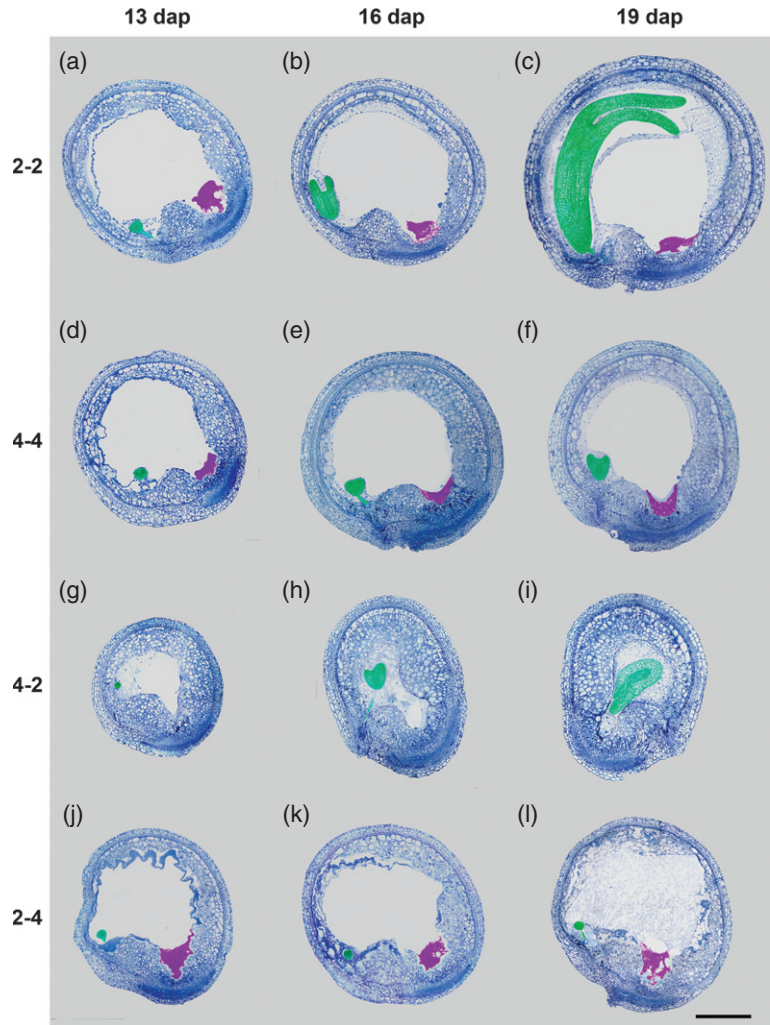 13 dap 16 dap 19 dap
(a) (b) (c)
2-2
(d) (e) (f)
4-4
(g) (h) (i)
4-2
(j) (k) (l)
2-4